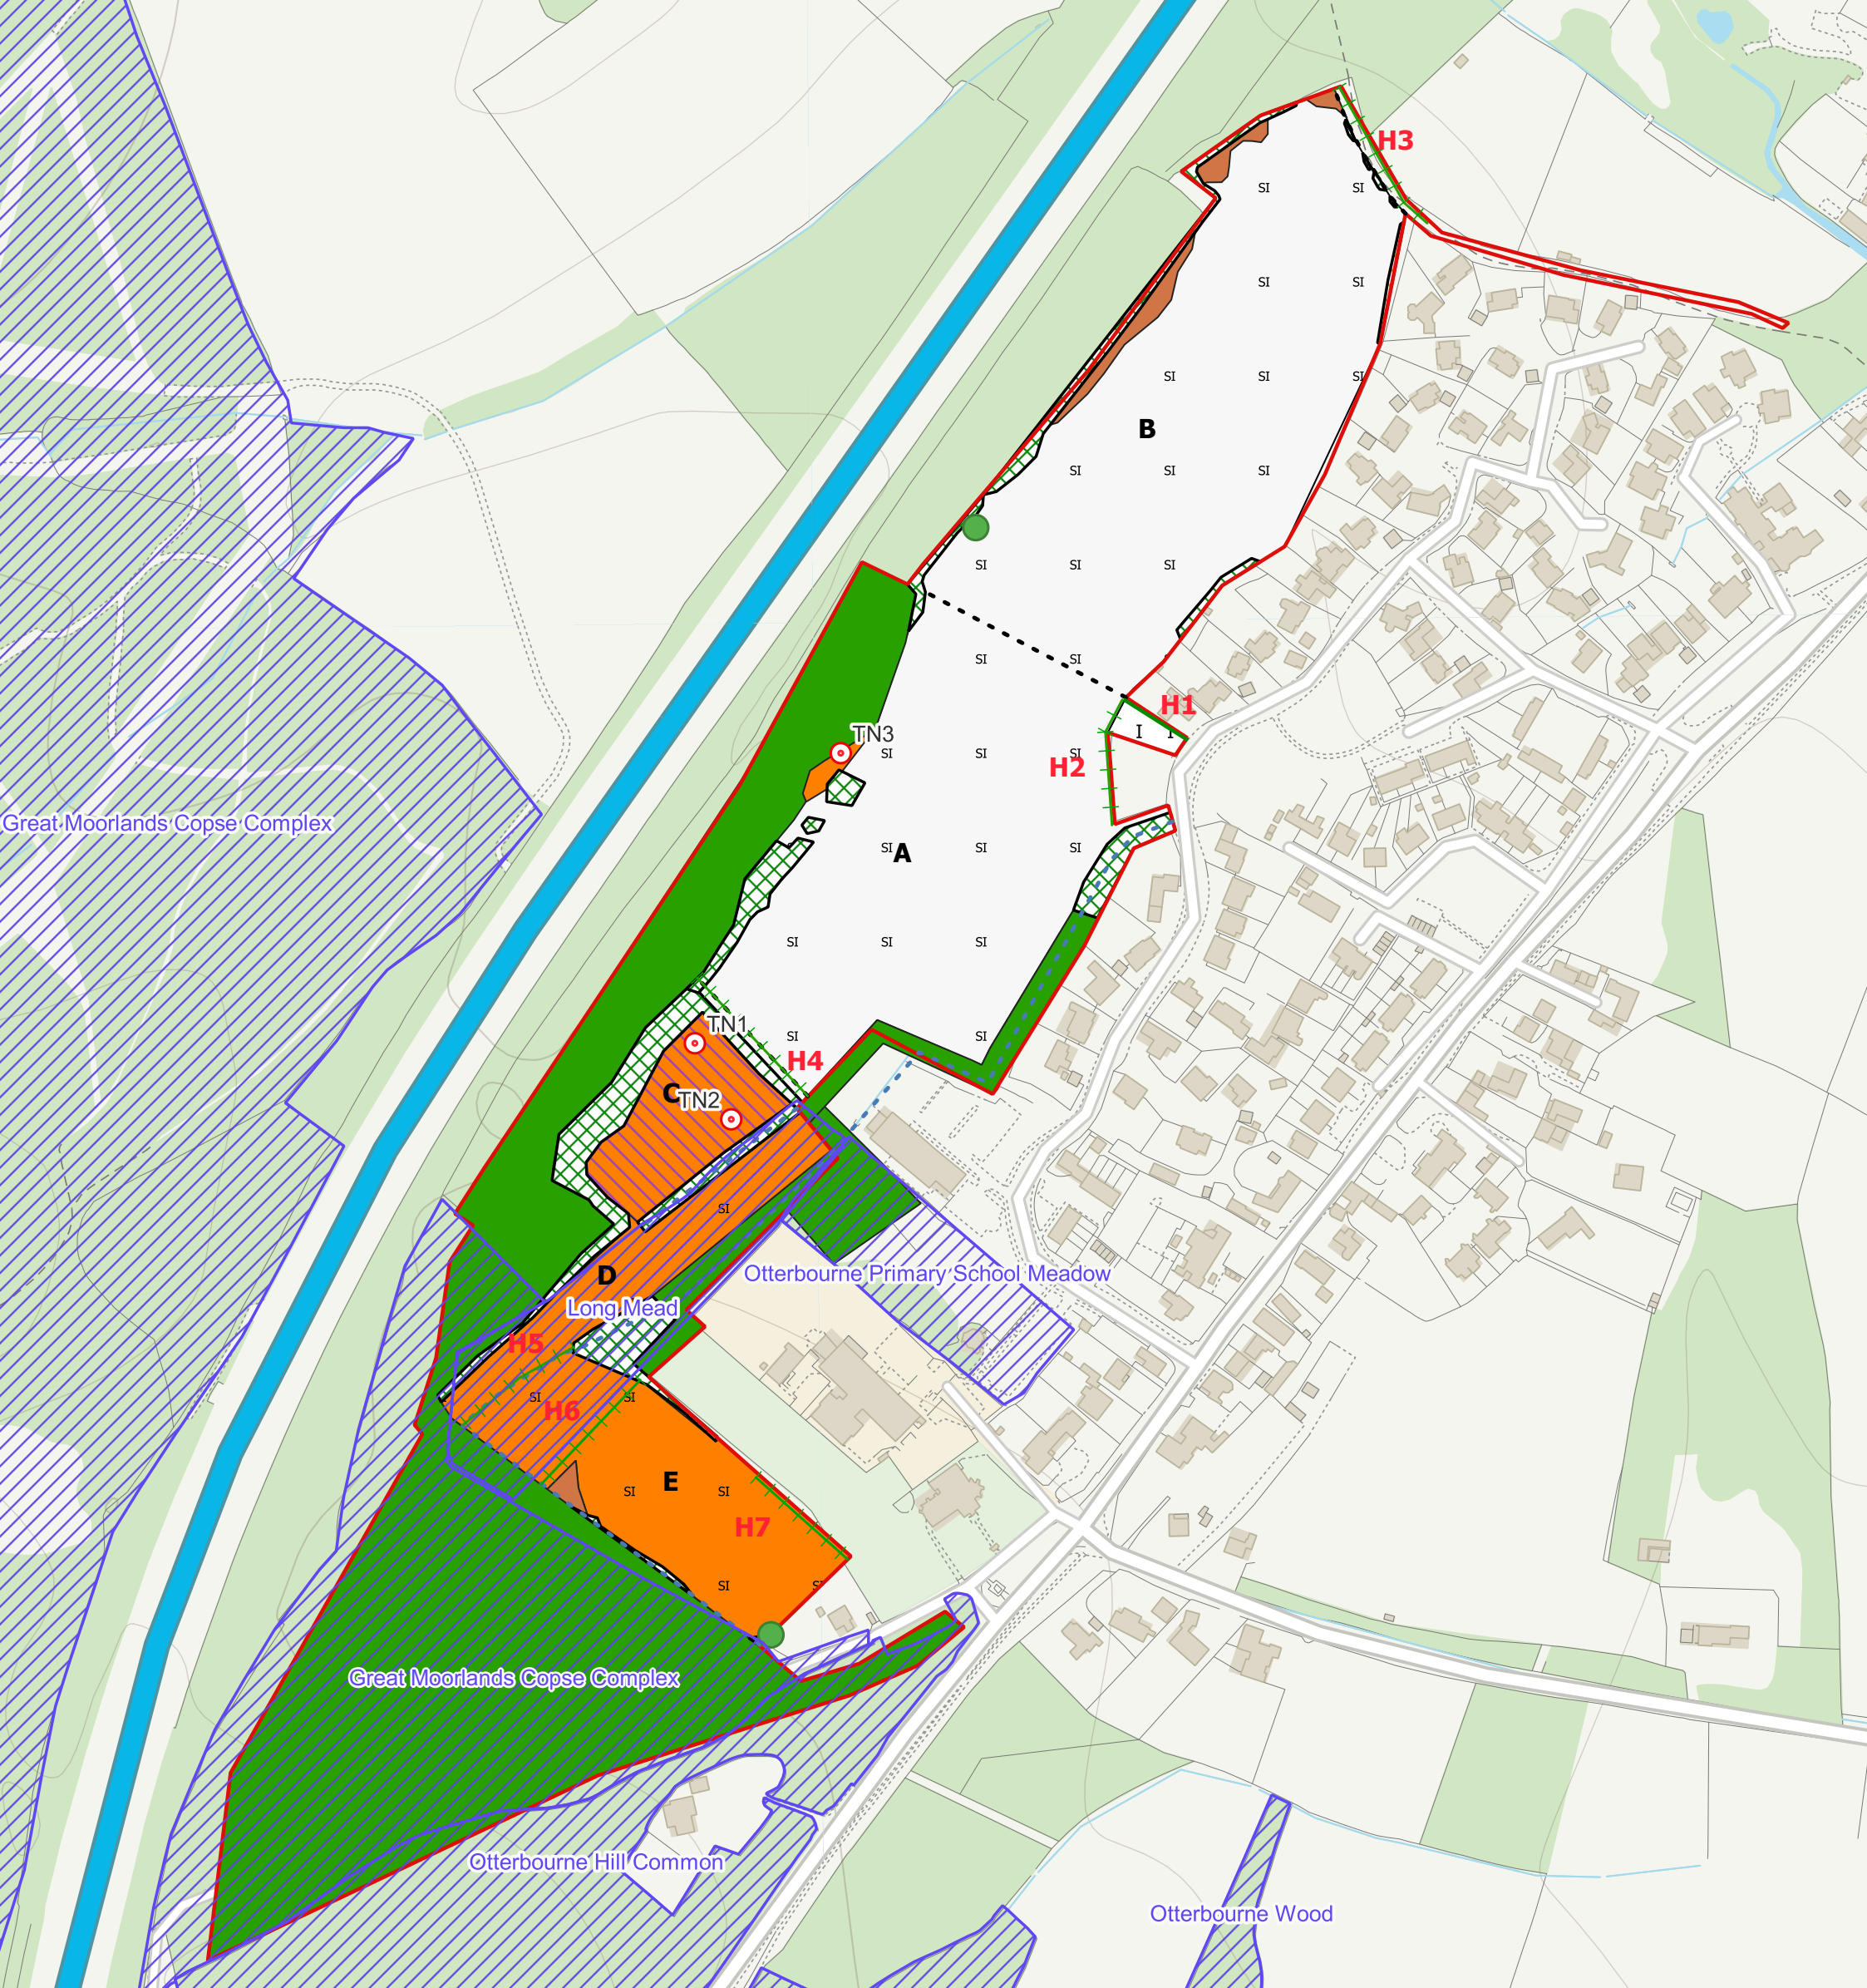 H3
SI SI
SI SI
SI SI SI
B
SI SI SI
SI SI SI
SI SI
H1
I I
TN3
SI SI SI
H2
Great Moorlands Copse Complex
SI A SI SI
SI SI SI
TN1
SI SI
H4
C TN2
SI
D
Otterbourne Primary School Meadow
Long Mead
H5
SI SI
H6
E
SI SI
H7
SI SI
Great Moorlands Copse Complex
Otterbourne Hill Common
Otterbourne Wood